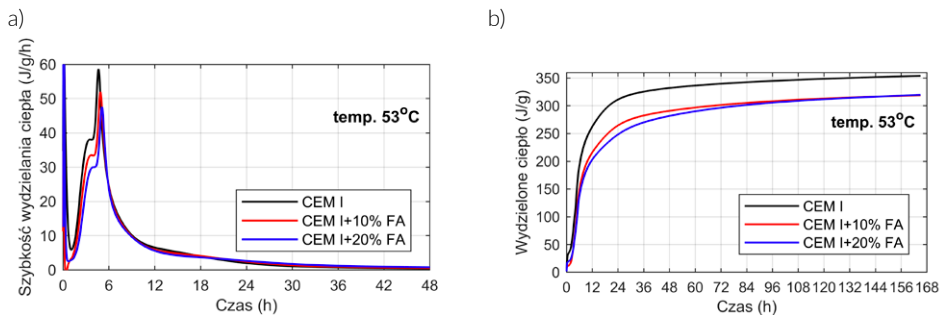 a)
Szybkość wydzielania ciepła (J/g/h)
60
50
40
30
20
10
0
temp. 53°C
CEM I
CEM I+10% FA
CEM I+20% FA
0 6 12 18 24 30 36 42 48
Czas (h)
b)
Wydzielone ciepło (J/g)
350
300
250
200
150
100
50
0
temp. 53°C
CEM I
CEM I+10% FA
CEM I+20% FA
0 12 24 36 48 60 72 84 96 108 120 132 144 156 168
Czas (h)